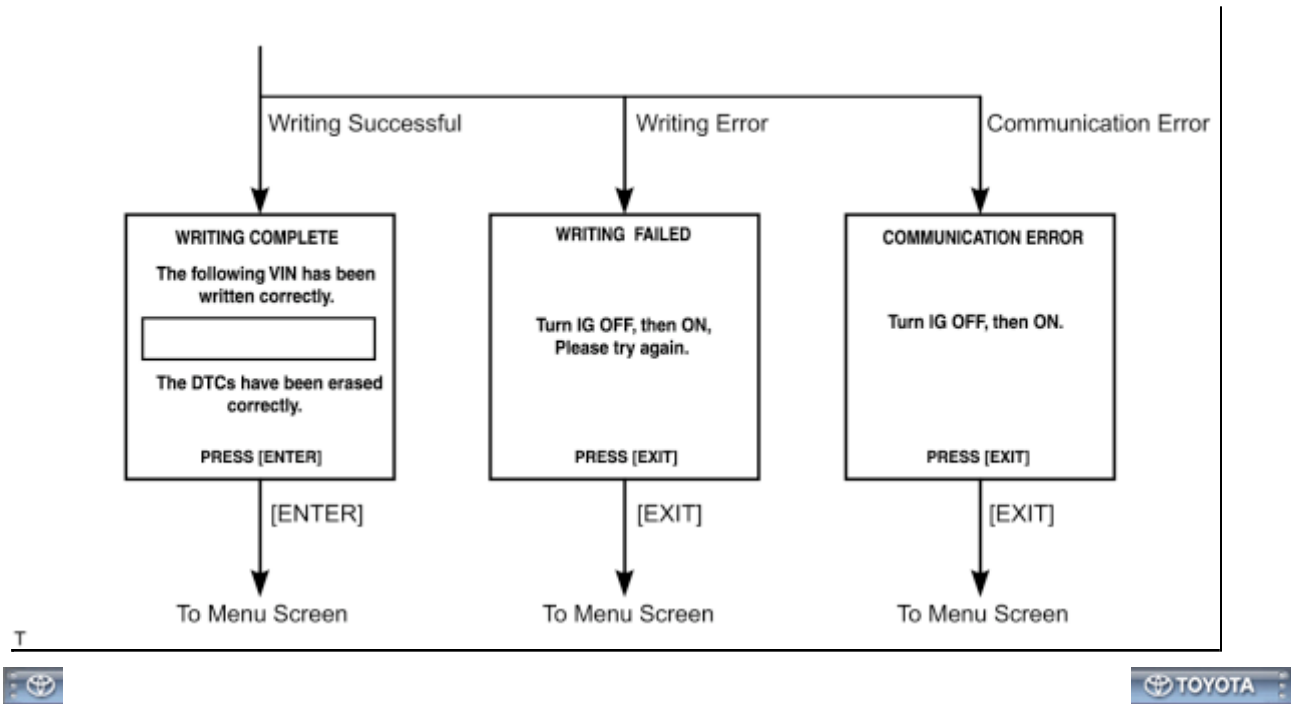 Writing Successful
Writing Error
Communication Error
WRITING COMPLETE
The following VIN has been
written correctly.
The DTCs have been erased
correctly.
PRESS [ENTER]
WRITING FAILED
Turn IG OFF, then ON,
Please try again.
PRESS [EXIT]
COMMUNICATION ERROR
Turn IG OFF, then ON.
PRESS [EXIT]
[ENTER]
[EXIT]
[EXIT]
To Menu Screen
To Menu Screen
To Menu Screen
T
TOYOTA